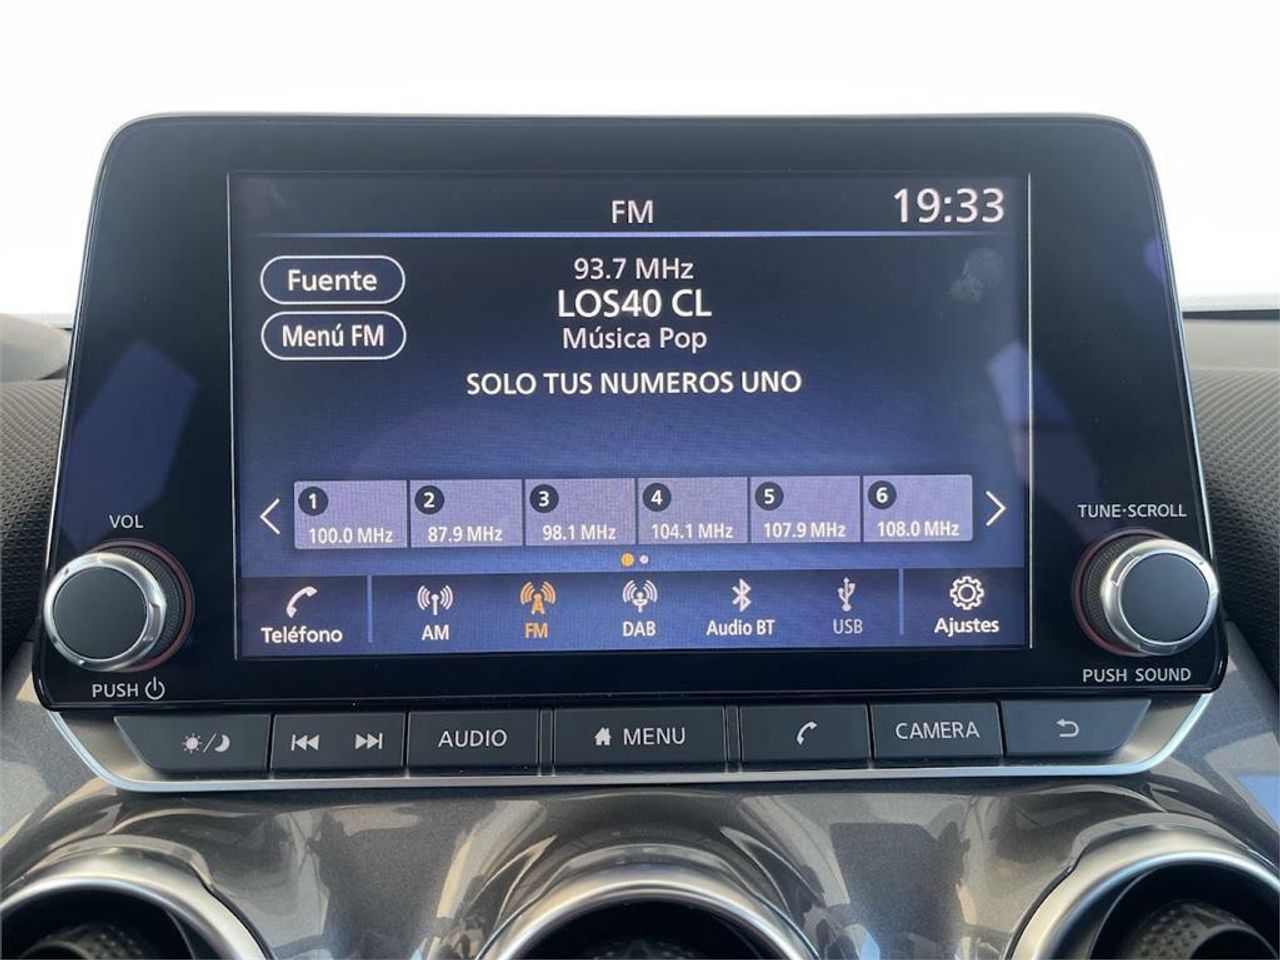 FM
19:33
Fuente
93.7 MHz
LOS40 CL
Menú FM
Música Pop
SOLO TUS NUMEROS UNO
1 2 3 4 5 6
100.0 MHz 87.9 MHz 98.1 MHz 104.1 MHz 107.9 MHz 108.0 MHz
VOL
TUNE·SCROLL
Teléfono AM FM DAB Audio BT USB Ajustes
PUSH
PUSH SOUND
AUDIO MENU CAMERA